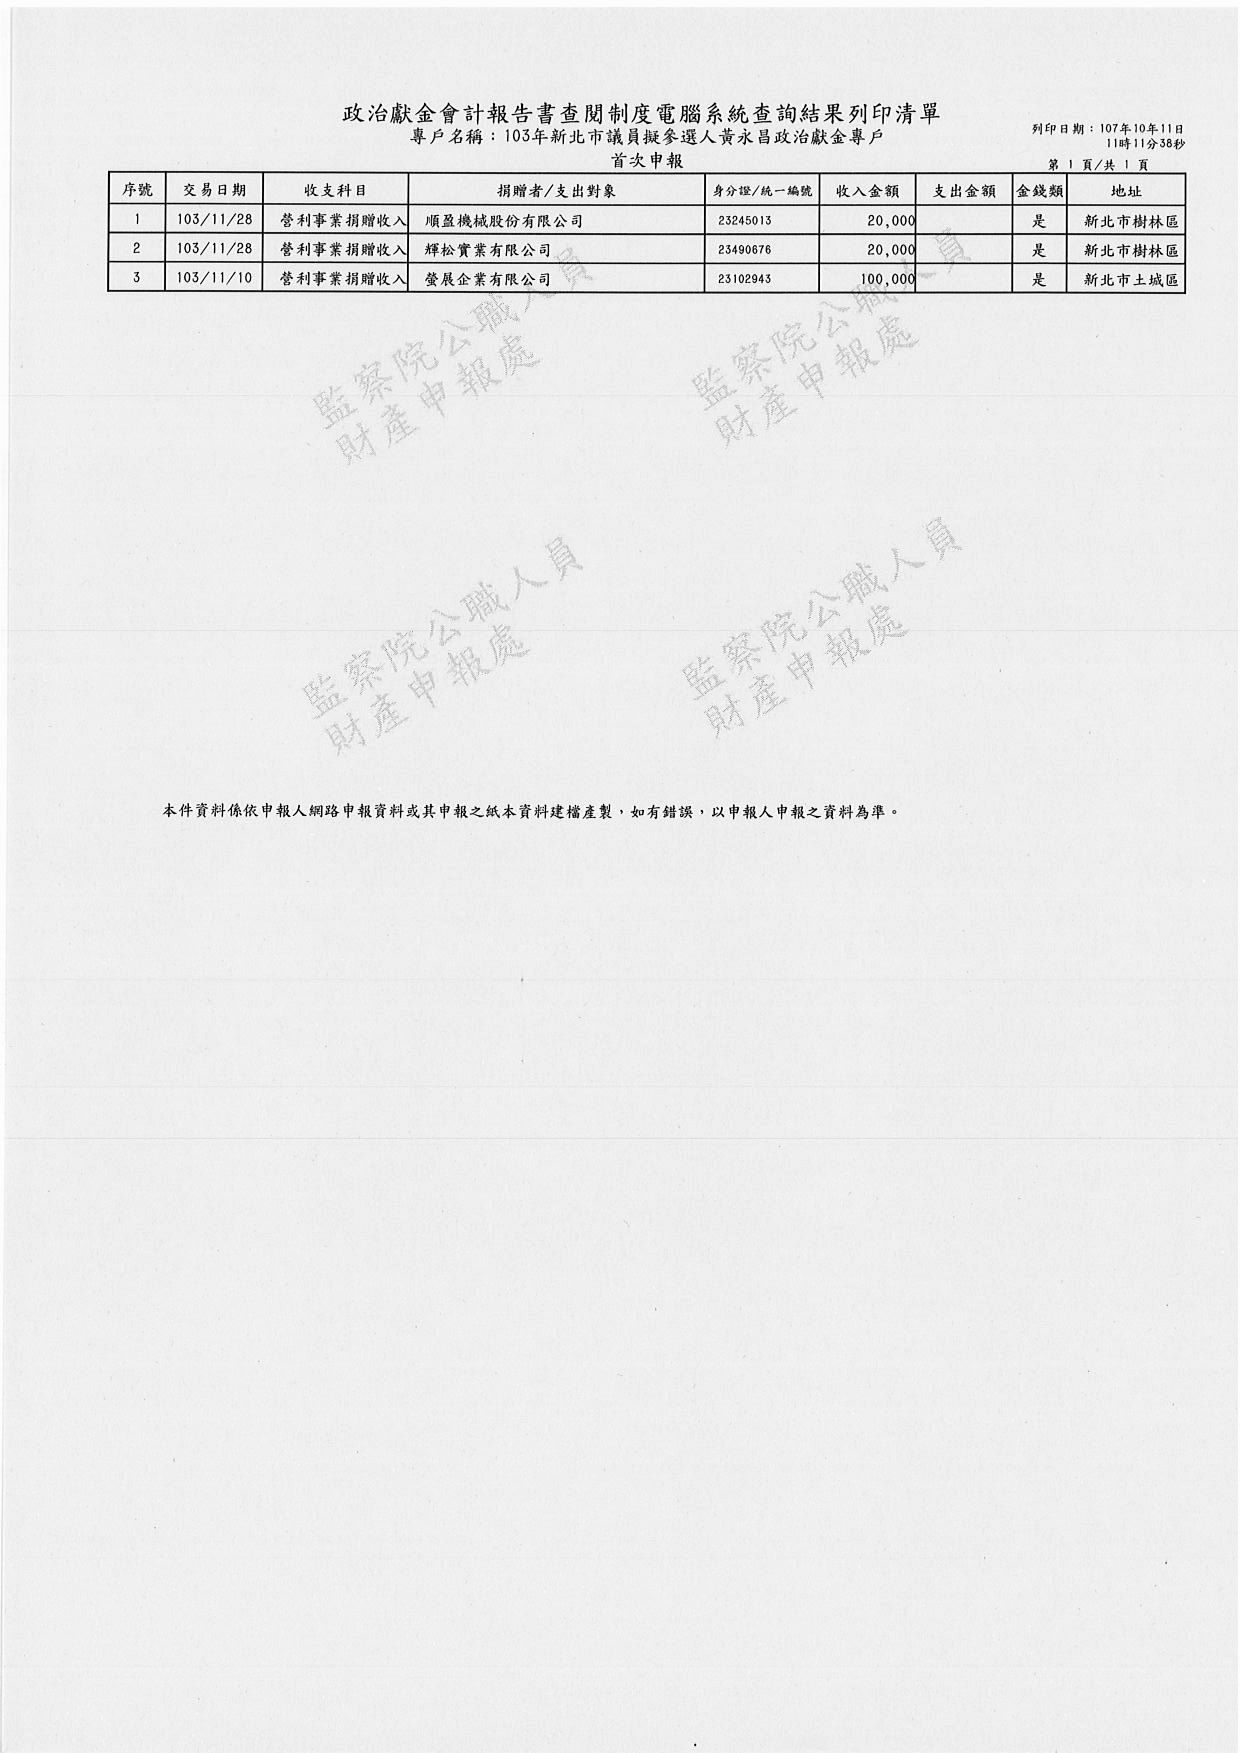 政治獻金會計報告書查閱制度電腦系統查詢結果列印清單
專戶名稱：103年新北市議員擬參選人黃永昌政治獻金專戶
列印日期：107年10月11日
11時11分38秒
首次申報
第 1 頁/共 1 頁
序號 交易日期 收支科目 捐贈者/支出對象 身分證/統一編號 收入金額 支出金額 金錢類 地址
1 103/11/28 營利事業捐贈收入 順盈機械股份有限公司 23245013 20,000 是 新北市樹林區
2 103/11/28 營利事業捐贈收入 輝松實業有限公司 23490676 20,000 是 新北市樹林區
3 103/11/10 營利事業捐贈收入 螢展企業有限公司 23102943 100,000 是 新北市土城區
監察院公職人員
財產申報處
監察院公職人員
財產申報處
監察院公職人員
財產申報處
監察院公職人員
財產申報處
本件資料係依申報人網路申報資料或其申報之紙本資料建檔產製，如有錯誤，以申報人申報之資料為準。